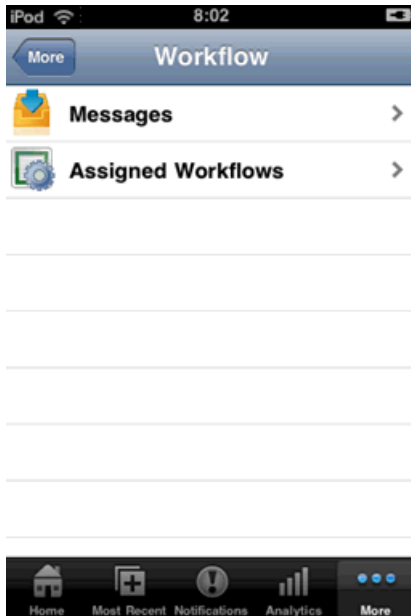 iPod 8:02
More Workflow
Messages
Assigned Workflows
Home Most Recent Notifications Analytics More